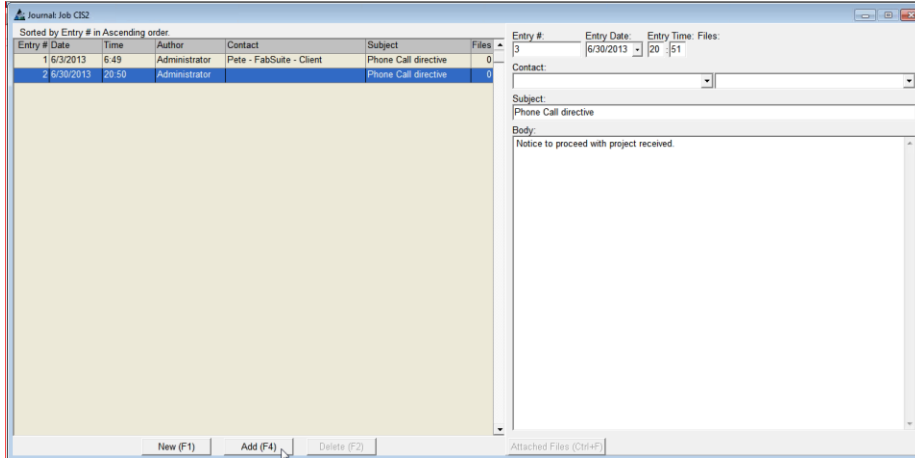 Journal: Job CIS2
Sorted by Entry # in Ascending order.
Entry # Date Time Author Contact Subject Files
1 6/3/2013 6:49 Administrator Pete - FabSuite - Client Phone Call directive 0
2 6/30/2013 20:50 Administrator Phone Call directive 0
Entry #: Entry Date: Entry Time: Files:
3 6/30/2013 20 : 51
Contact:
Subject:
Phone Call directive
Body:
Notice to proceed with project received.
New (F1) Add (F4) Delete (F2) Attached Files (Ctrl+F)